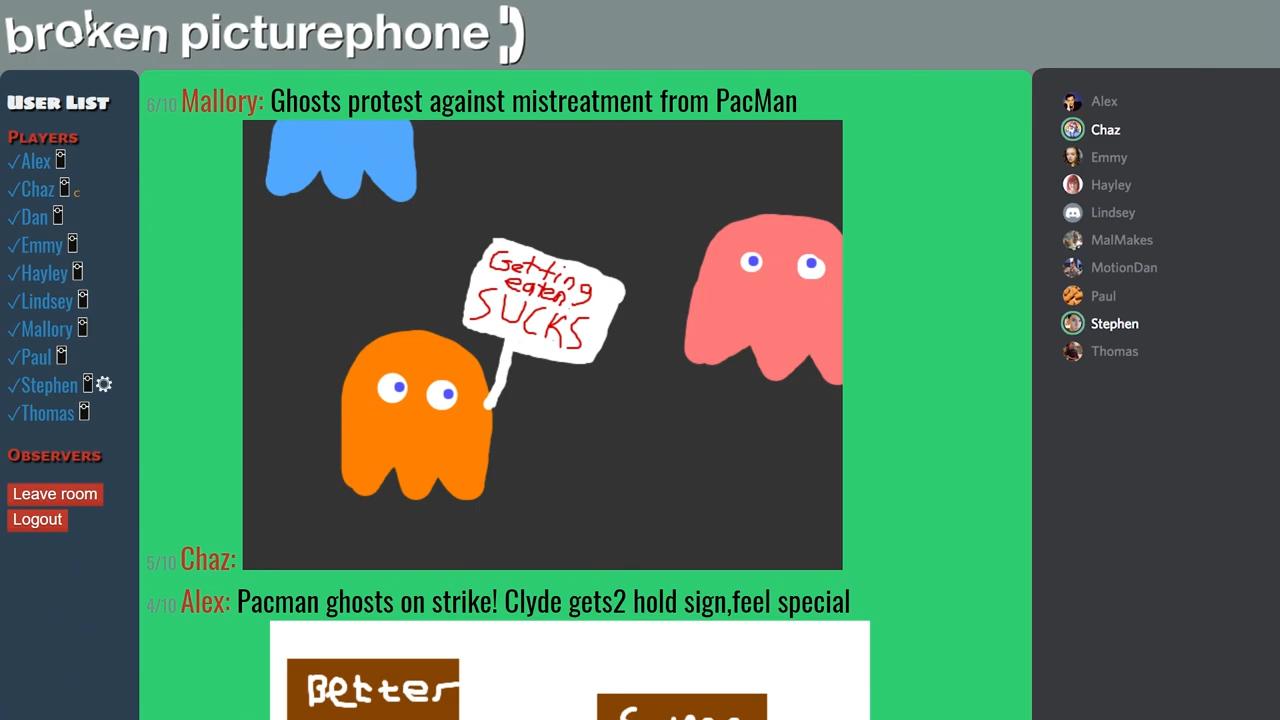 broken picturephone
User List
Players
✓Alex
✓Chaz c
✓Dan
✓Emmy
✓Hayley
✓Lindsey
✓Mallory
✓Paul
✓Stephen
✓Thomas
Observers
Leave room
Logout
6/10 Mallory: Ghosts protest against mistreatment from PacMan
Getting
eaten
SUCKS
5/10 Chaz:
4/10 Alex: Pacman ghosts on strike! Clyde gets2 hold sign,feel special
Better
Alex
Chaz
Emmy
Hayley
Lindsey
MalMakes
MotionDan
Paul
Stephen
Thomas